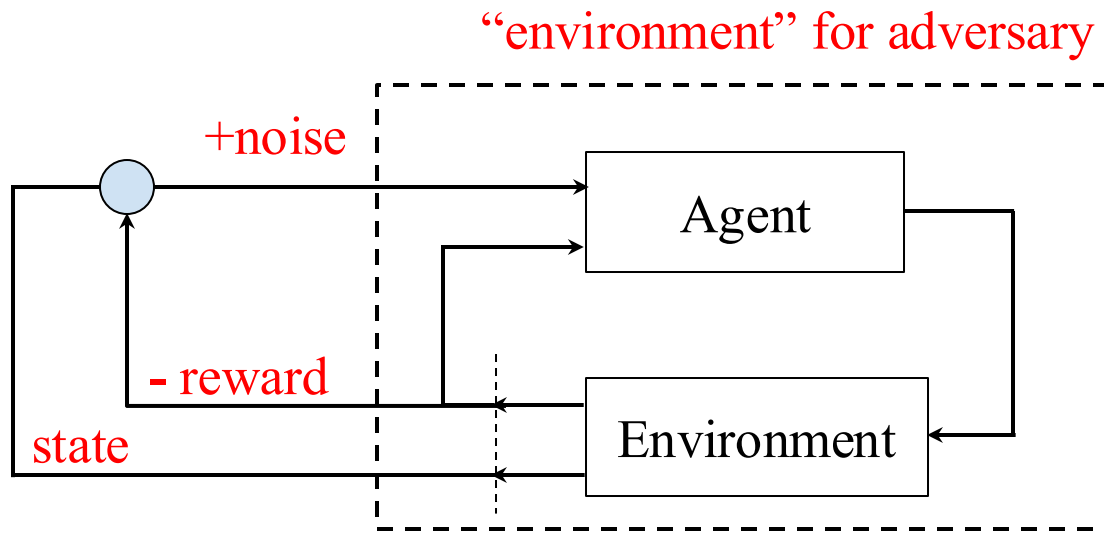 “environment” for adversary
+noise
Agent
- reward
Environment
state